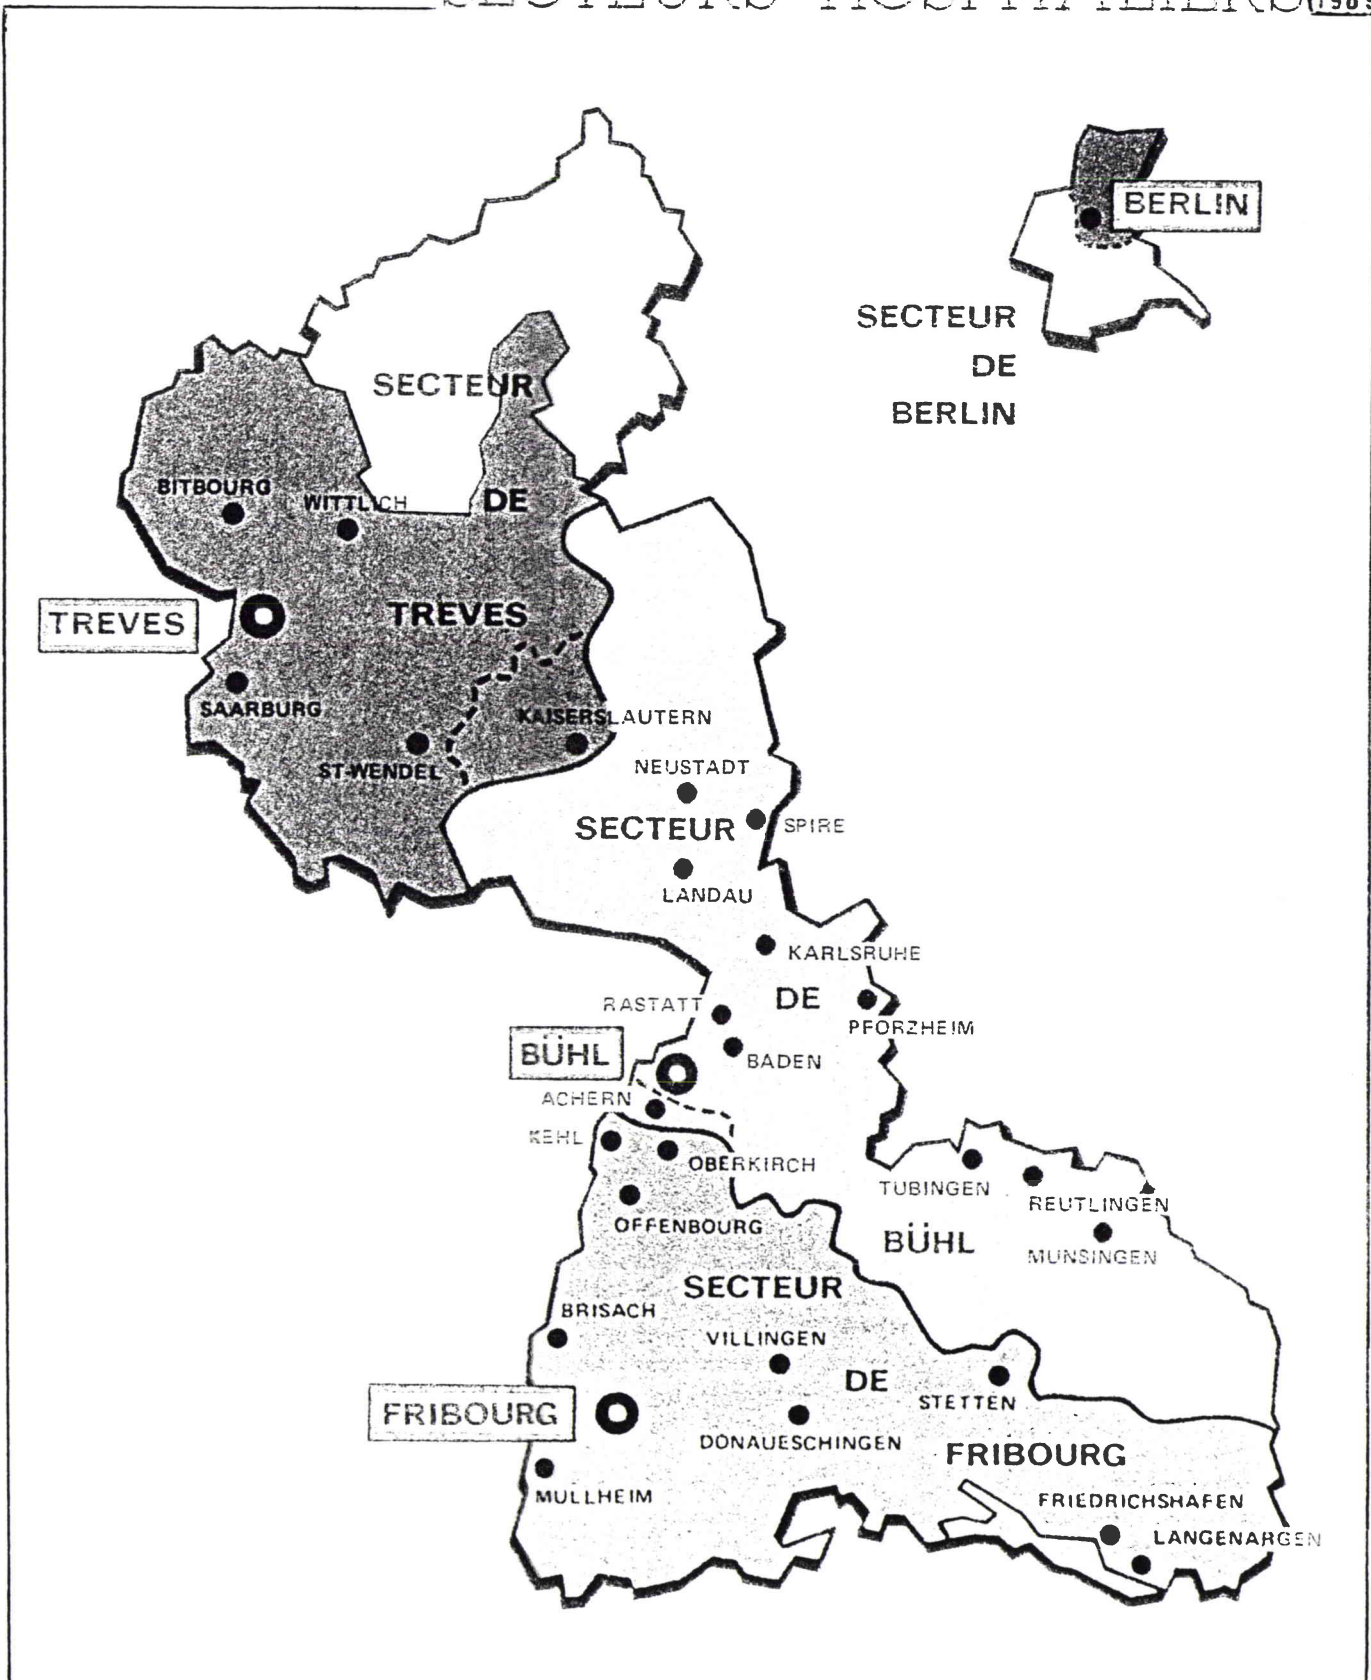 SECTEURS HOSPITALIERS
BERLIN
SECTEUR
DE
BERLIN
SECTEUR
DE
TREVES
BITBOURG
WITTLICH
TREVES
SAARBURG
ST-WENDEL
KAISERSLAUTERN
NEUSTADT
SECTEUR
SPIRE
LANDAU
KARLSRUHE
DE
RASTATT
PFORZHEIM
BÜHL
BADEN
ACHERN
KEHL
OBERKIRCH
TUBINGEN
REUTLINGEN
OFFENBOURG
BÜHL
MUNSINGEN
SECTEUR
BRISACH
VILLINGEN
DE
STETTEN
FRIBOURG
DONAUESCHINGEN
FRIBOURG
MULLHEIM
FRIEDRICHSHAFEN
LANGENARGEN